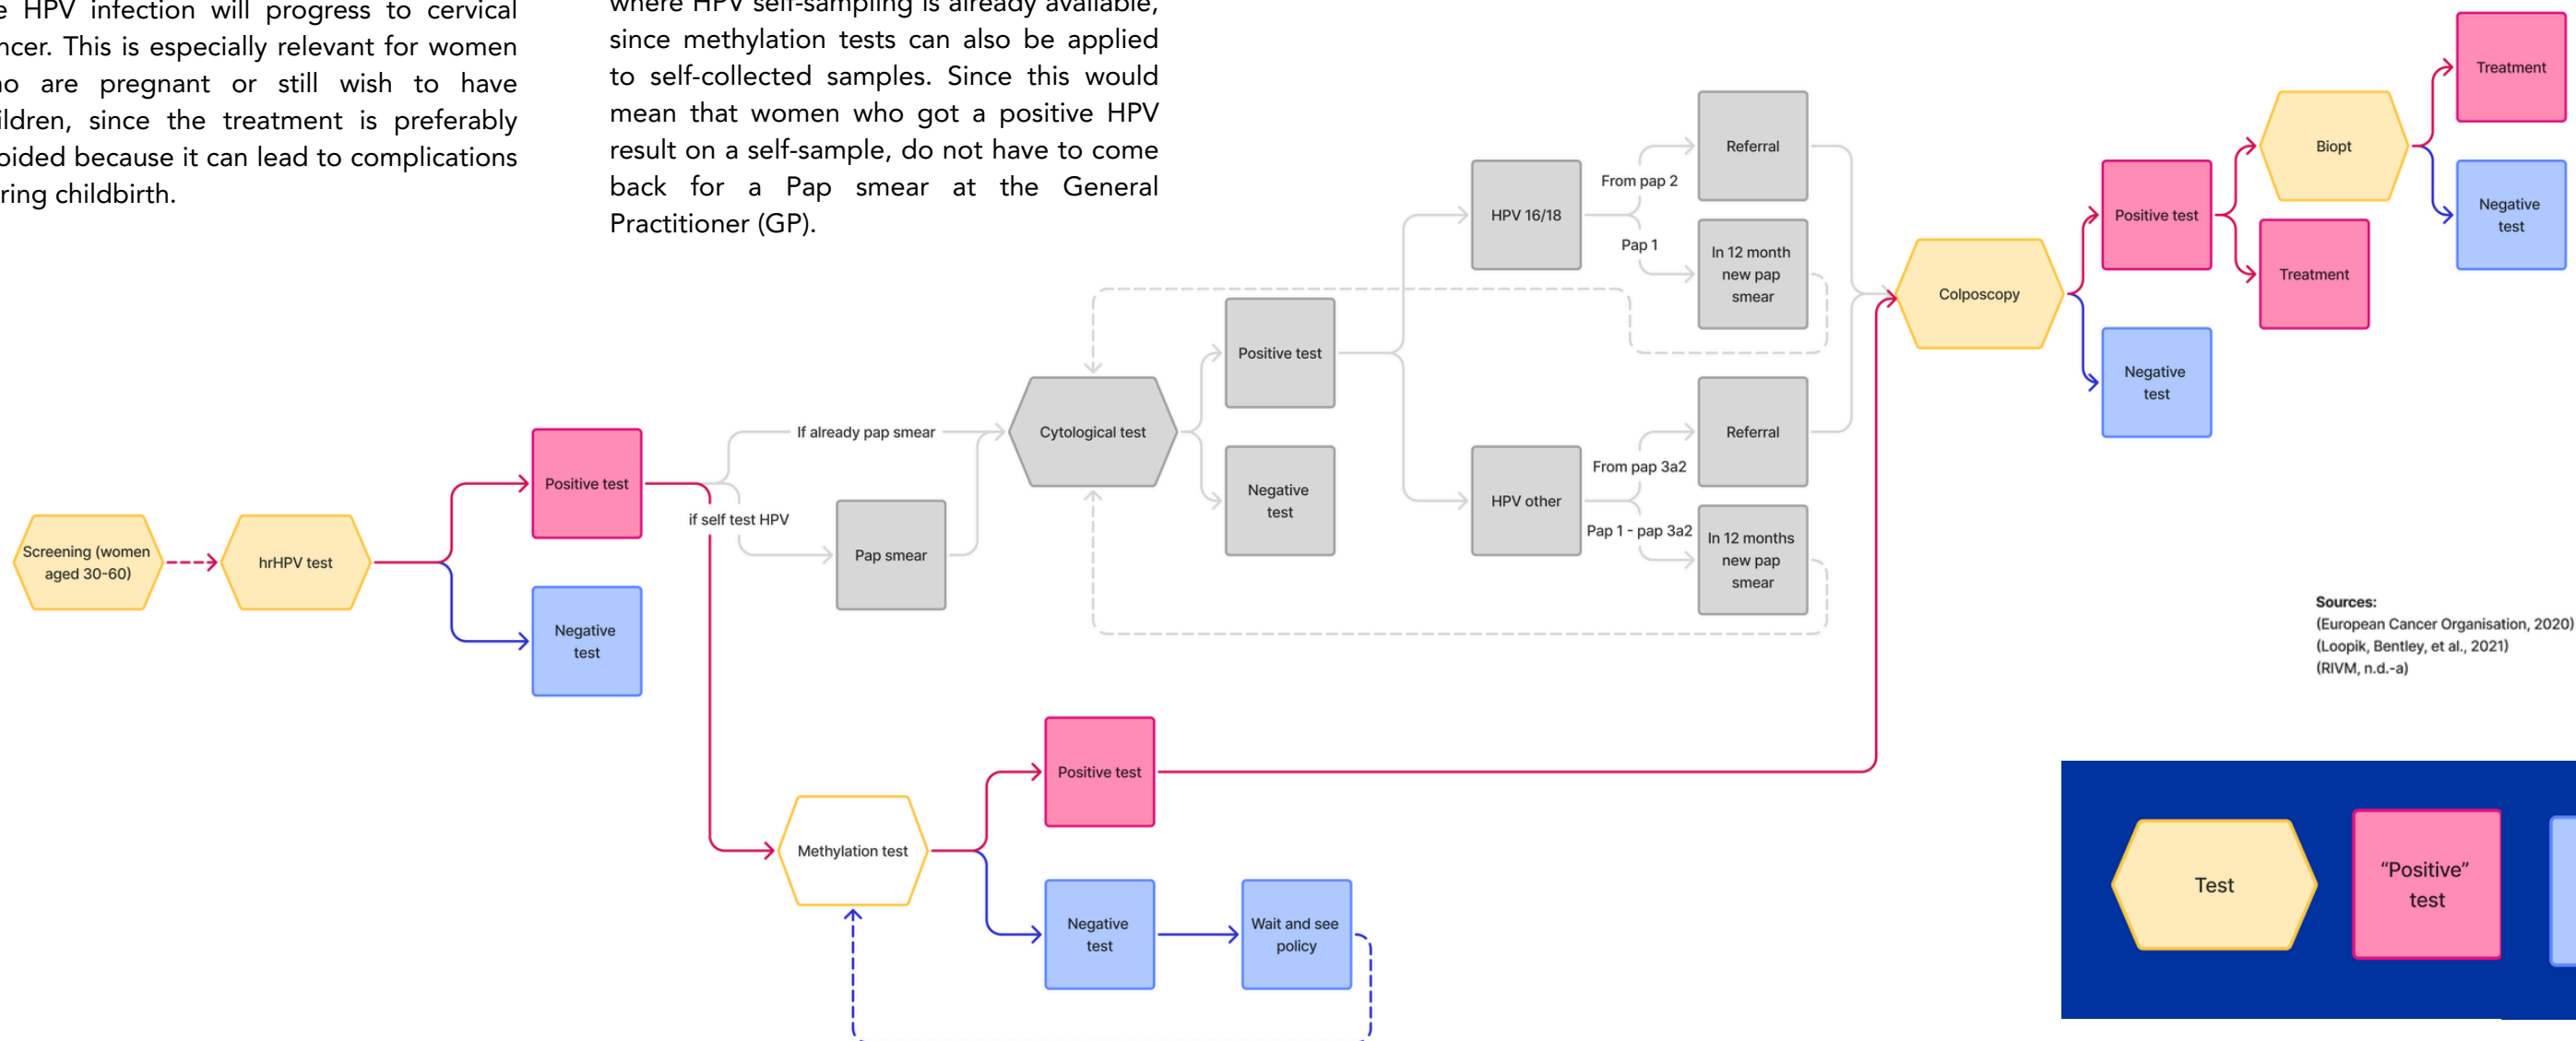 HPV infection will progress to cervical
This is especially relevant for women
are pregnant or still wish to have
since the treatment is preferably
because it can lead to complications
childbirth.
where HPV self-sampling is already available,
since methylation tests can also be applied
to self-collected samples. Since this would
mean that women who got a positive HPV
result on a self-sample, do not have to come
back for a Pap smear at the General
Practitioner (GP).
Screening (women
aged 30-60)
hrHPV test
Positive test
Negative
test
If already pap smear
if self test HPV
Pap smear
Cytological test
Positive test
Negative
test
HPV 16/18
From pap 2
Pap 1
Referral
In 12 month
new pap
smear
HPV other
From pap 3a2
Pap 1 - pap 3a2
Referral
In 12 months
new pap
smear
Methylation test
Positive test
Negative
test
Wait and see
policy
Colposcopy
Positive test
Negative
test
Biopt
Treatment
Treatment
Negative
test
Sources:
(European Cancer Organisation, 2020)
(Loopik, Bentley, et al., 2021)
(RIVM, n.d.-a)
Test
“Positive”
test